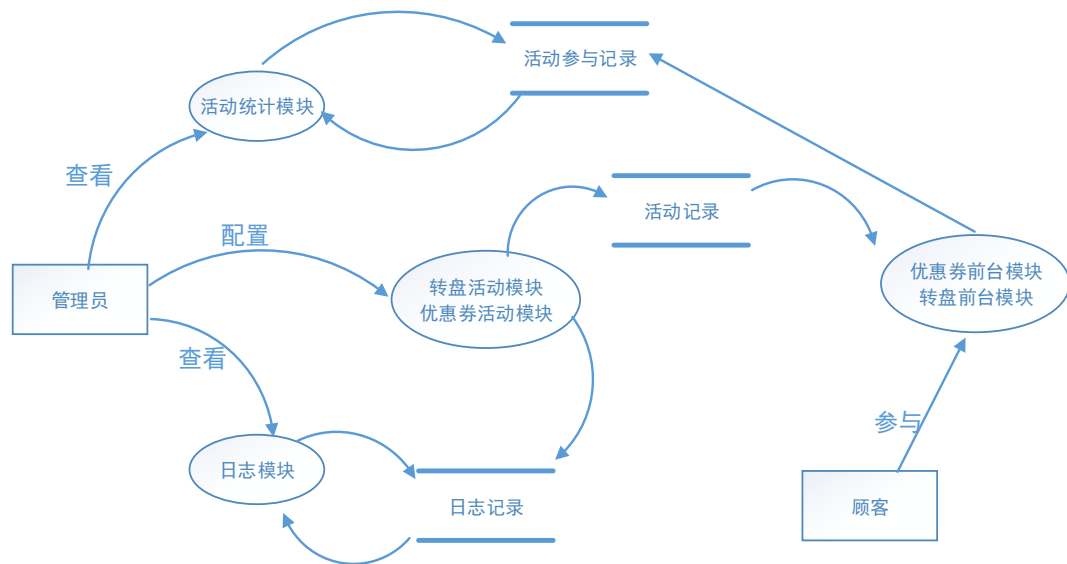 活动参与记录
活动统计模块
查看
活动记录
配置
管理员
转盘活动模块
优惠券活动模块
优惠券前台模块
转盘前台模块
查看
参与
日志模块
日志记录
顾客